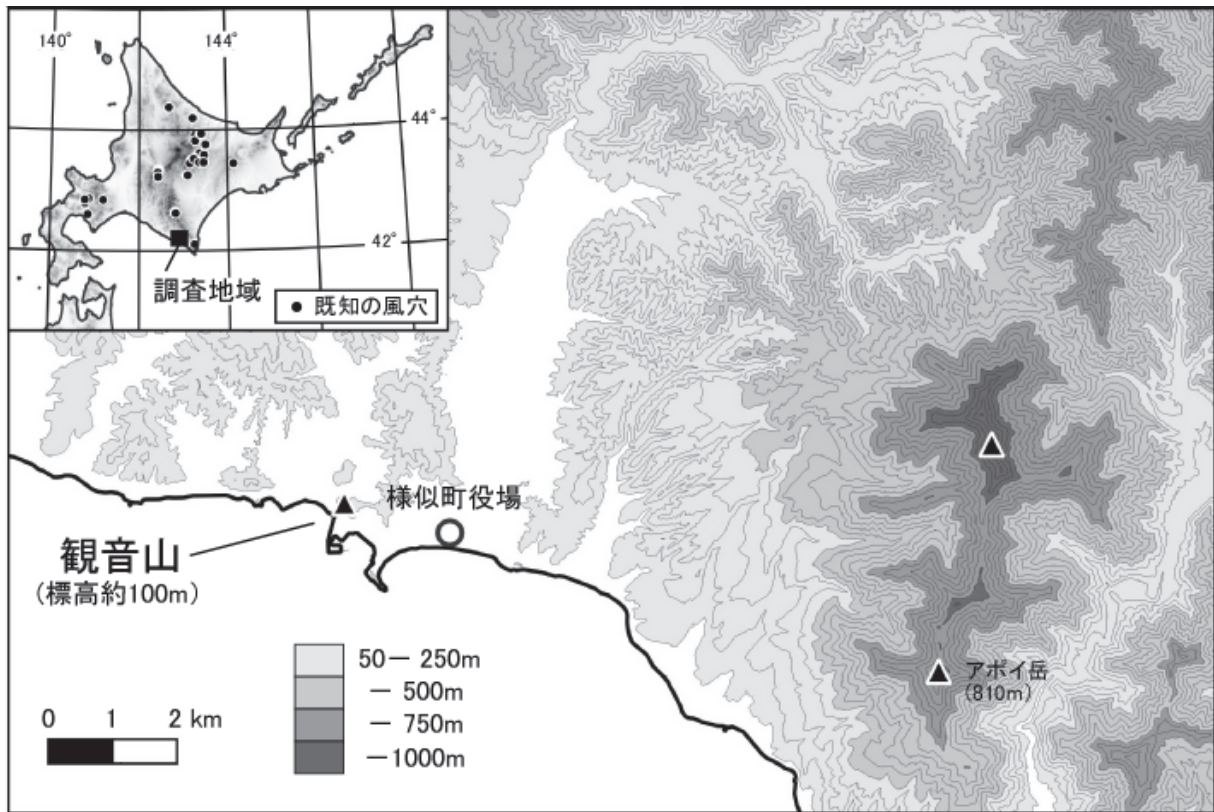 140°
144°
44°
42°
調査地域
● 既知の風穴
様似町役場
観音山
(標高約100m)
アポイ岳
(810m)
50－ 250m
－ 500m
－ 750m
－1000m
0 1 2 km